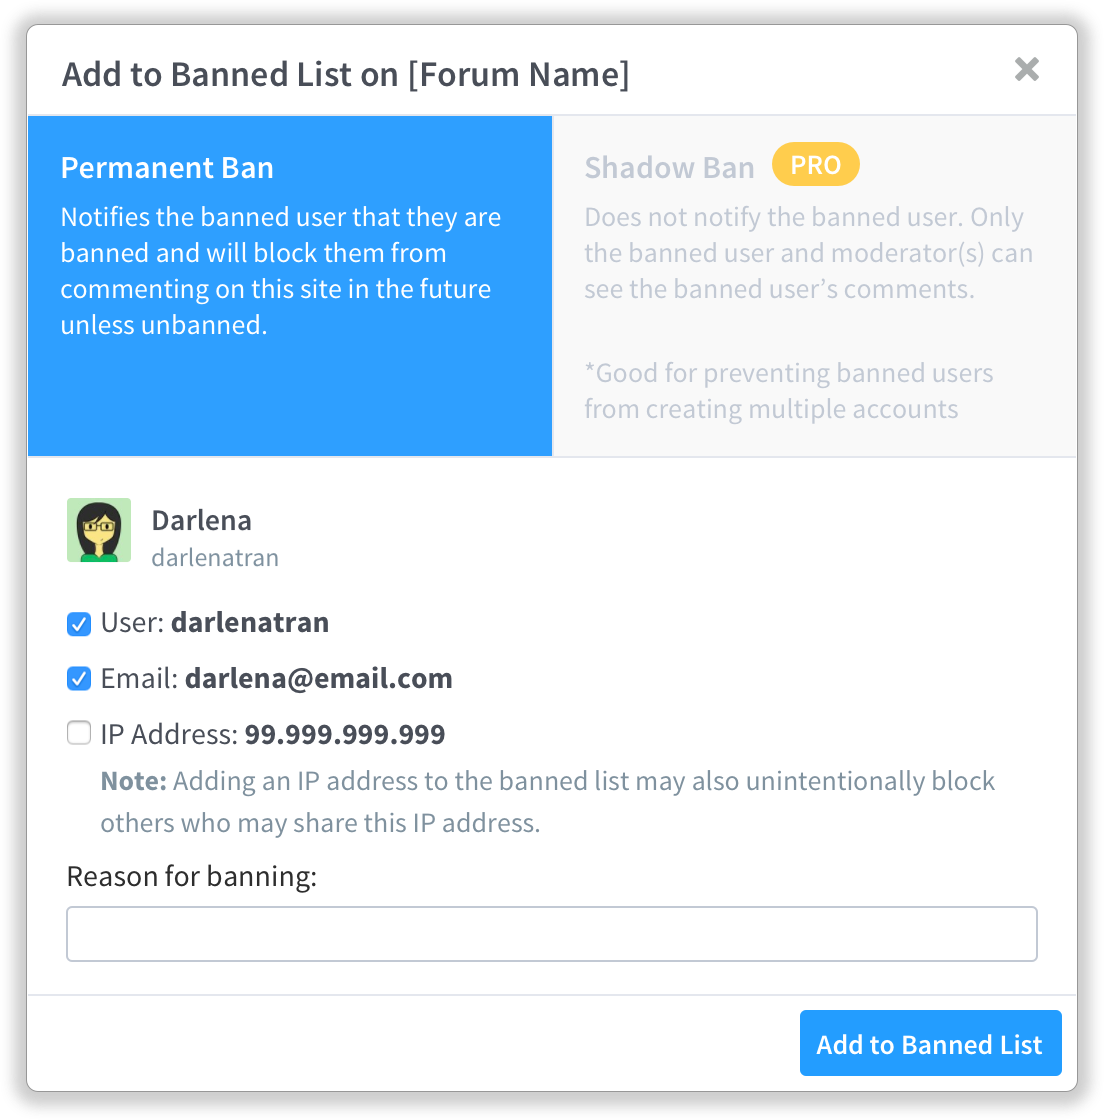 Add to Banned List on [Forum Name]
Permanent Ban
Notifies the banned user that they are
banned and will block them from
commenting on this site in the future
unless unbanned.
Shadow Ban PRO
Does not notify the banned user. Only
the banned user and moderator(s) can
see the banned user’s comments.
*Good for preventing banned users
from creating multiple accounts
Darlena
darlenatran
User: darlenatran
Email: darlena@email.com
IP Address: 99.999.999.999
Note: Adding an IP address to the banned list may also unintentionally block
others who may share this IP address.
Reason for banning:
Add to Banned List